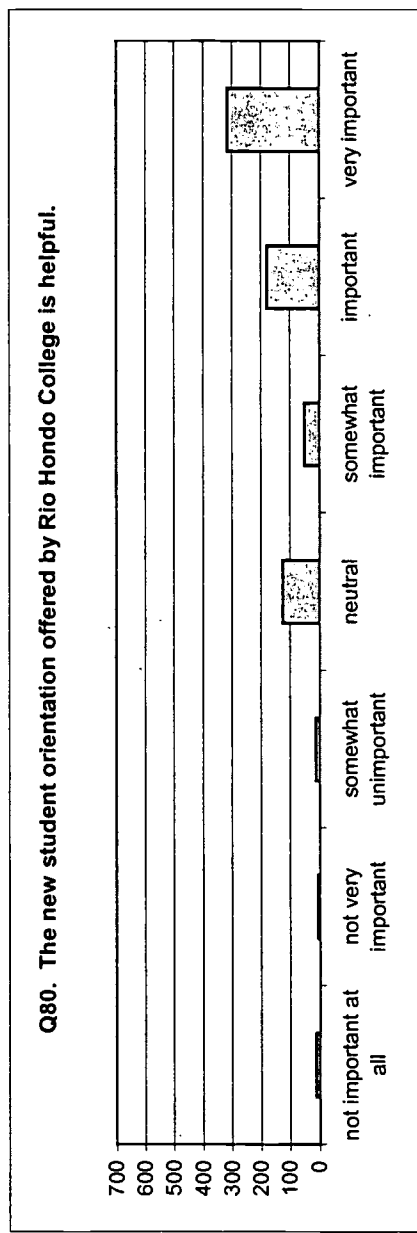 Q80. The new student orientation offered by Rio Hondo College is helpful.
700
600
500
400
300
200
100
0
not important at
all
not very
important
somewhat
unimportant
neutral
somewhat
important
important
very important